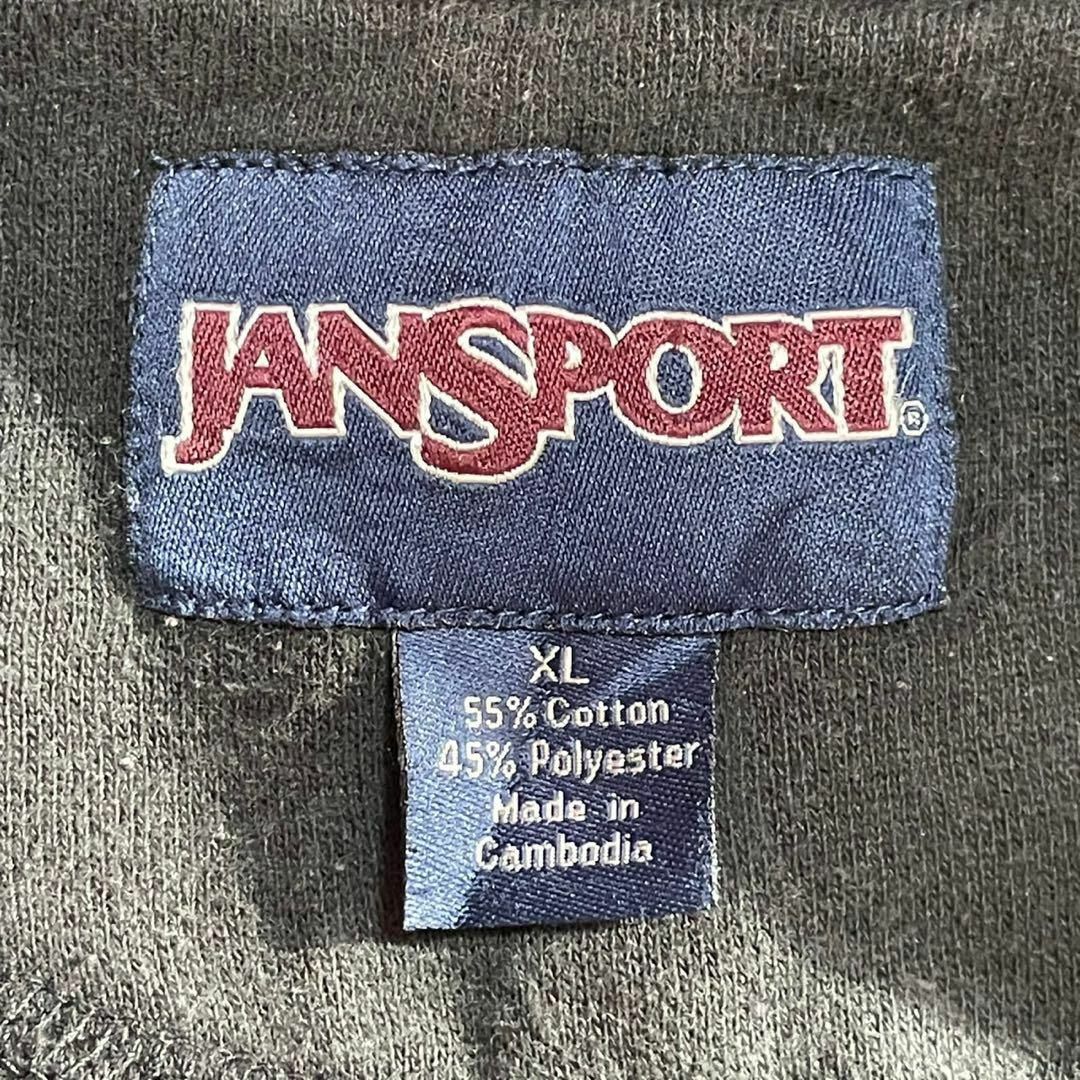 JANSPORT®
XL
55% Cotton
45% Polyester
Made in
Cambodia